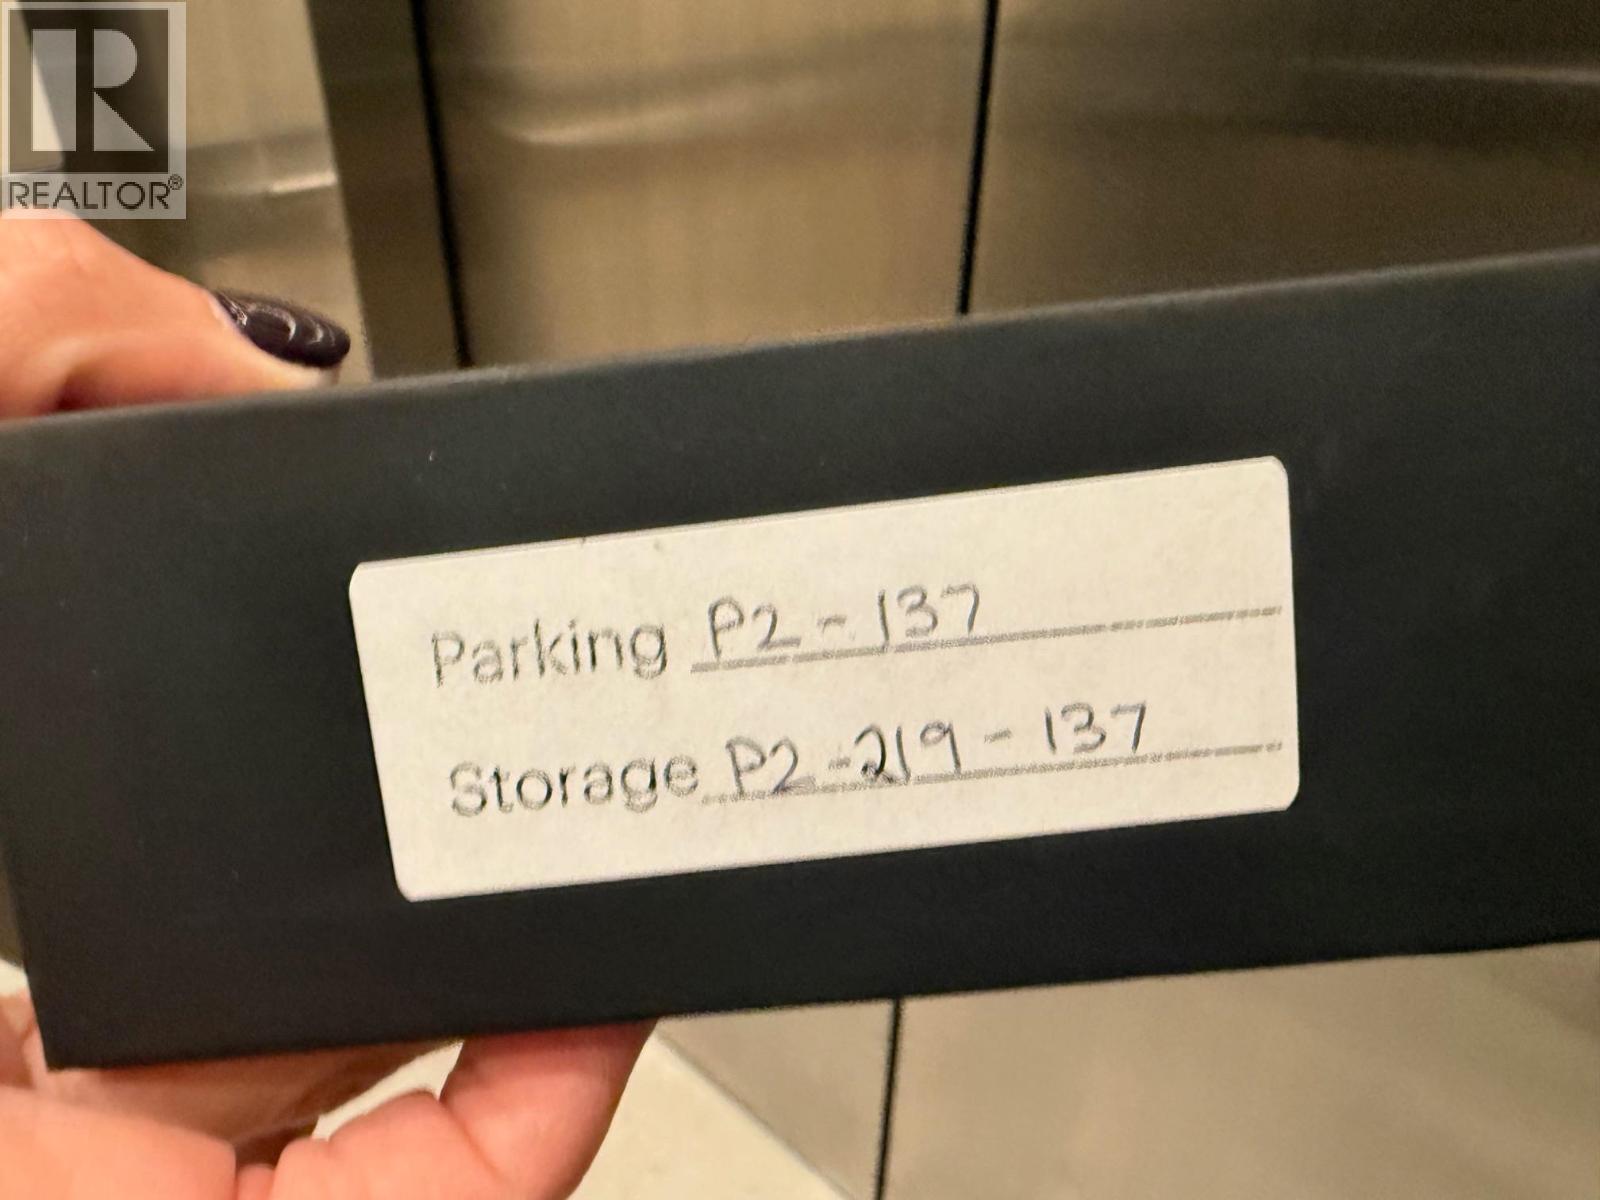 R
REALTOR®
Parking P2-137
Storage P2-219-137